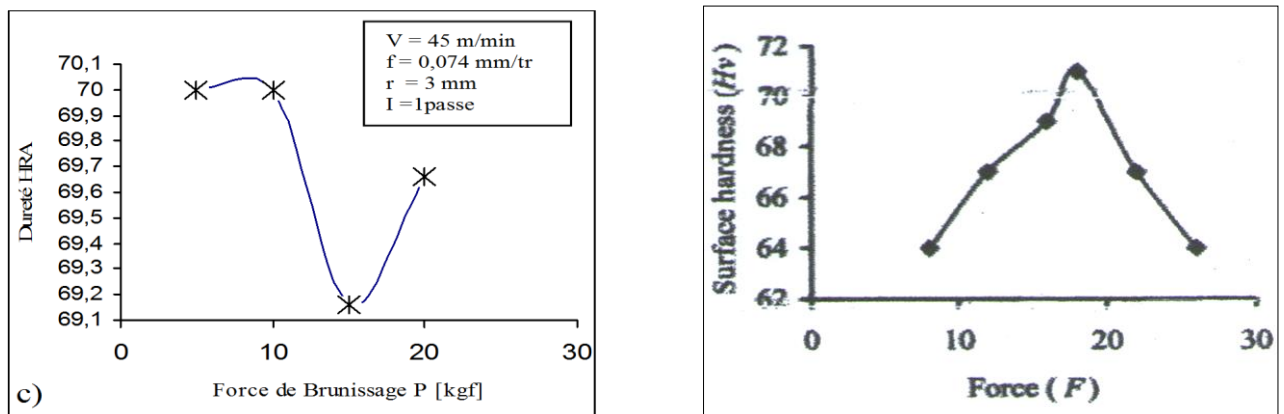 V = 45 m/min
f = 0,074 mm/tr
r = 3 mm
I =1passe
Dureté HRA
70,1
70
69,9
69,8
69,7
69,6
69,5
69,4
69,3
69,2
69,1
0
10
20
30
c)
Force de Brunissage P [kgf]
Surface hardness (Hv)
72
70
68
66
64
62
0
10
20
30
Force ( F )